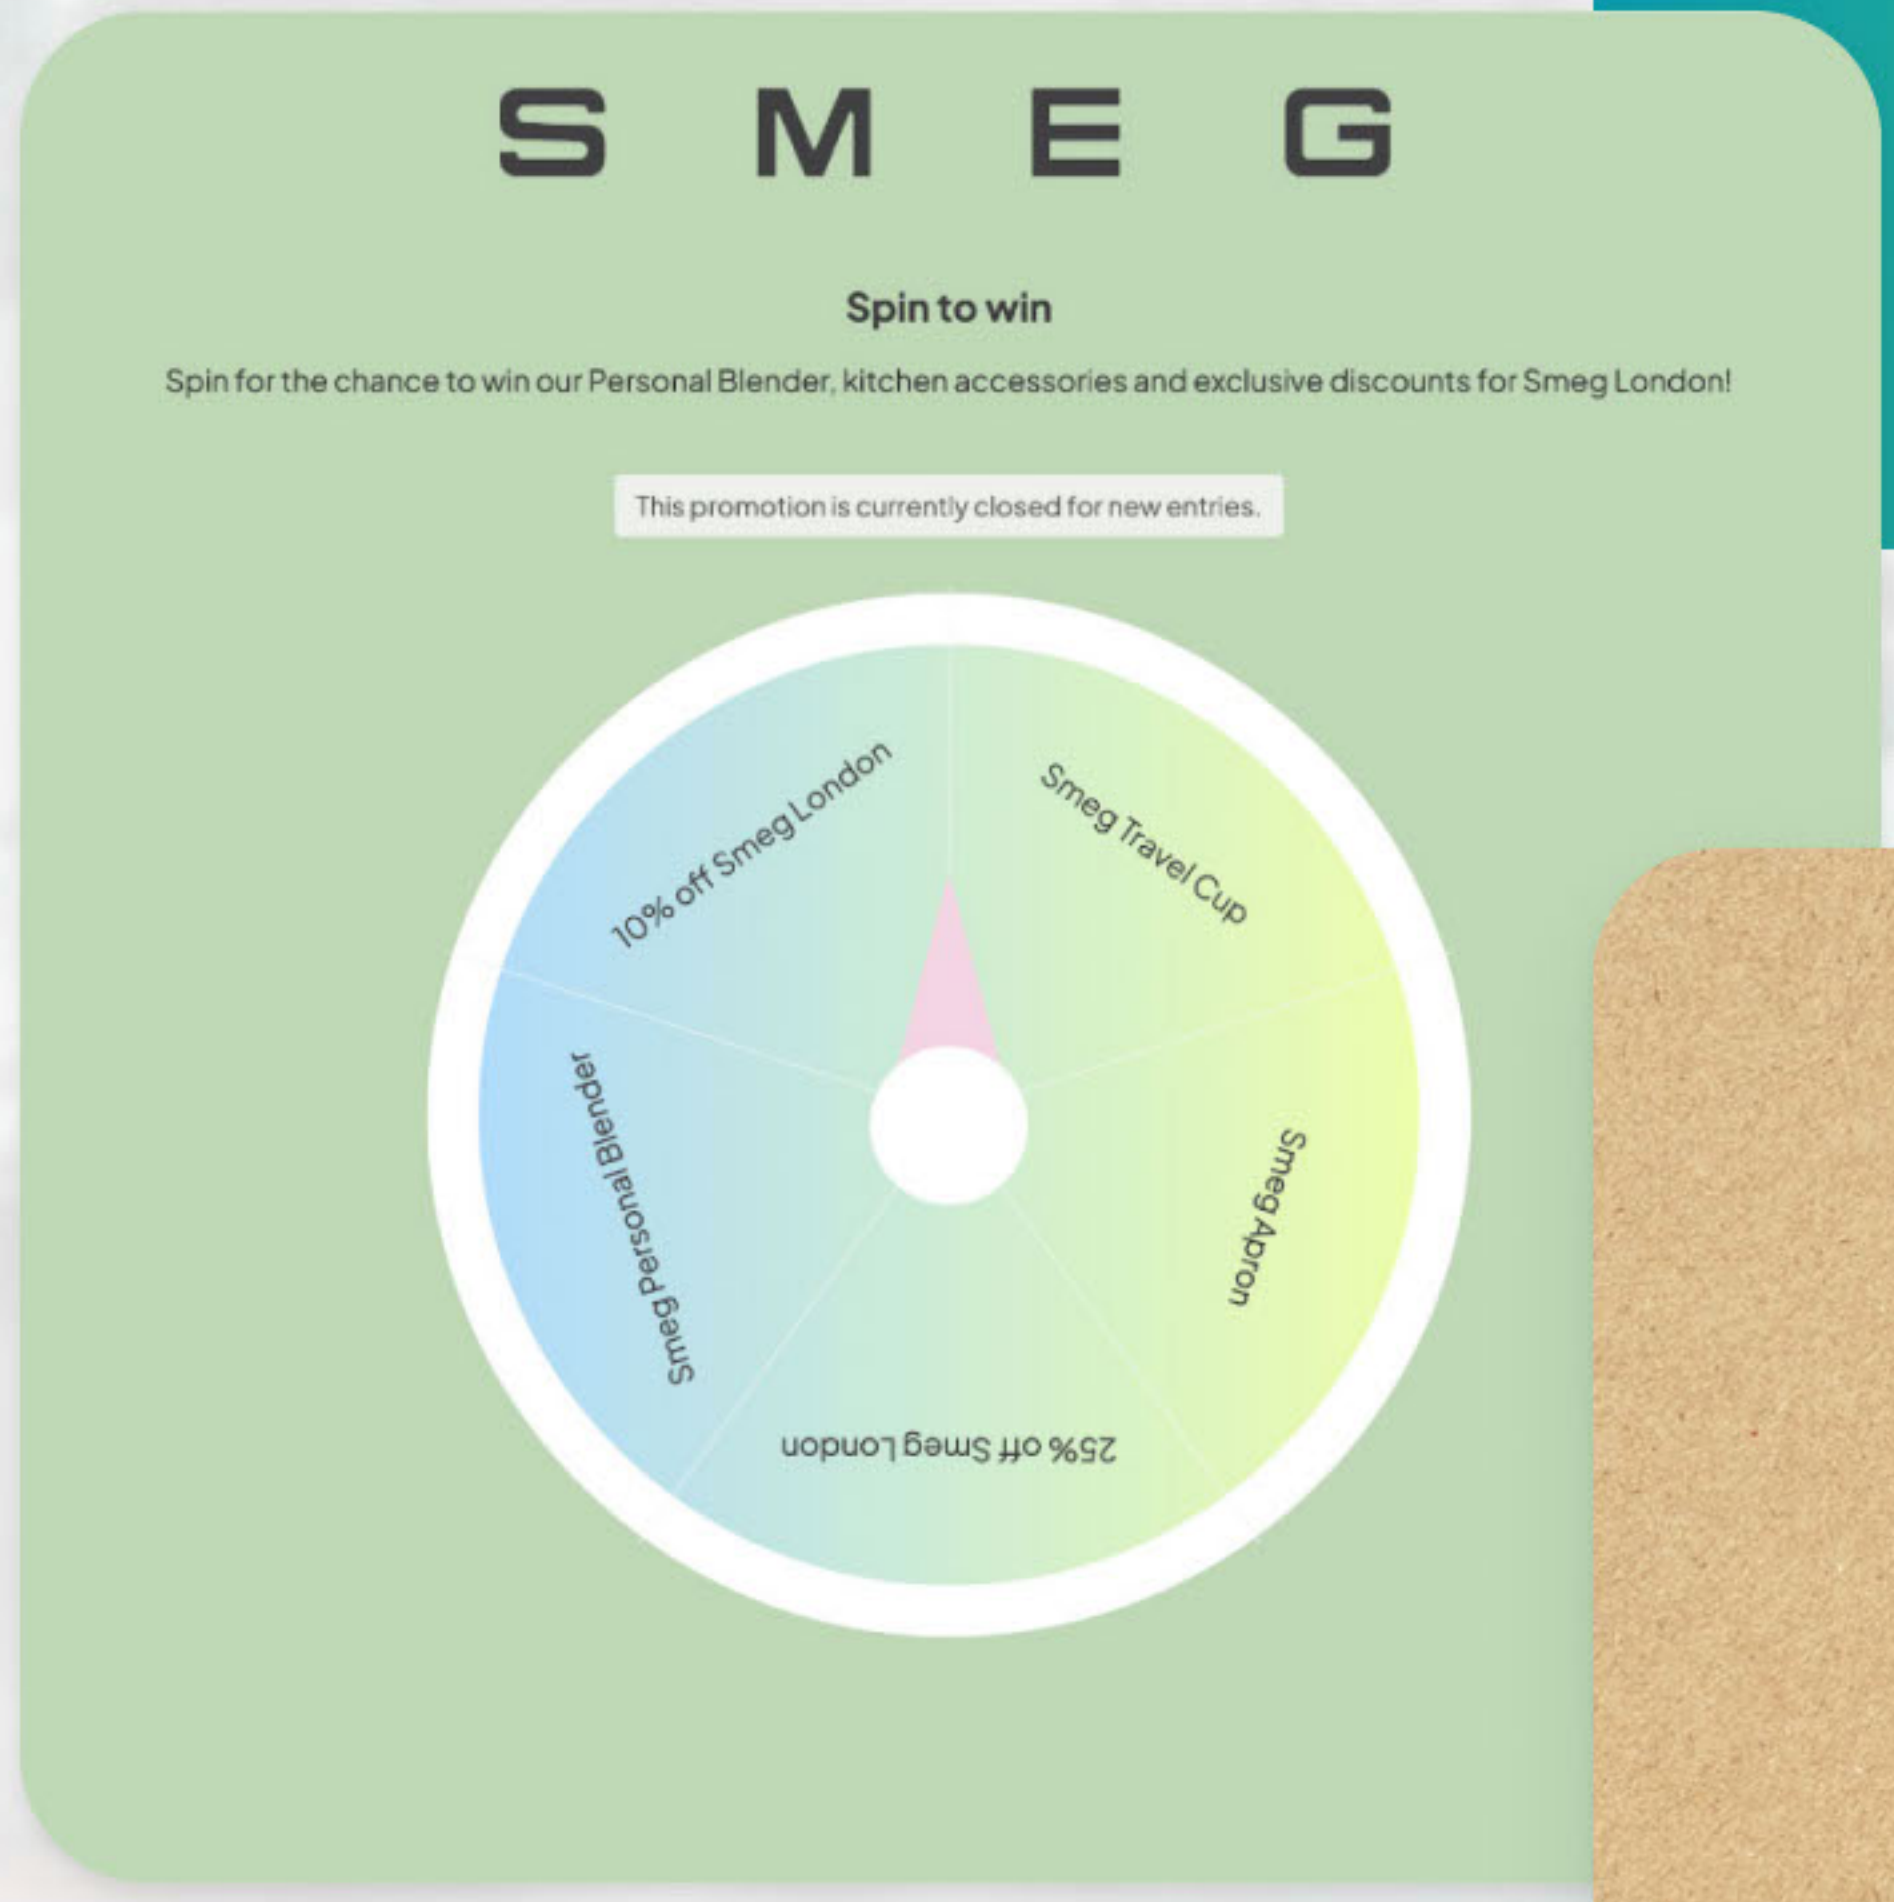 SMEG
Spin to win
Spin for the chance to win our Personal Blender, kitchen accessories and exclusive discounts for Smeg London!
This promotion is currently closed for new entries.
10% off Smeg London
Smeg Travel Cup
Smeg Personal Blender
Smeg Apron
25% off Smeg London